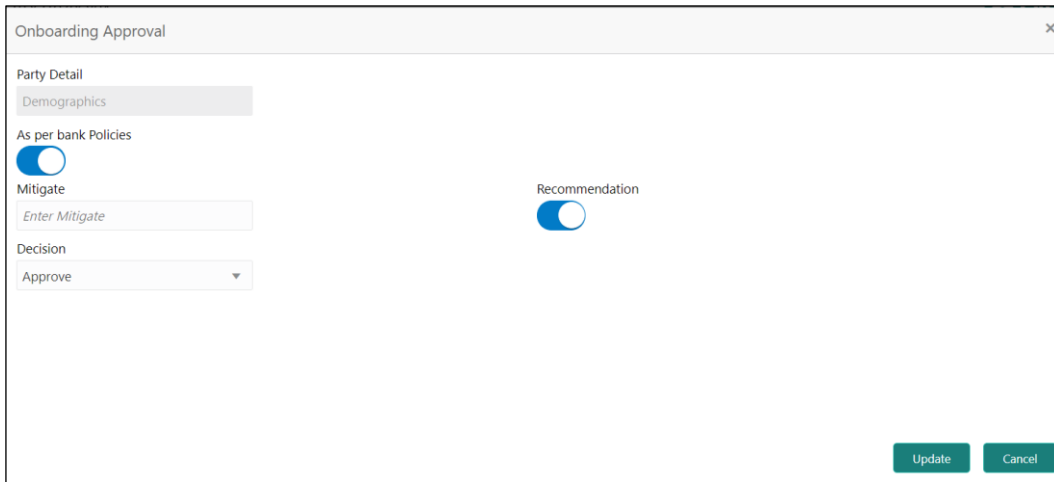 Onboarding Approval
Party Detail
Demographics
As per bank Policies
Mitigate
Recommendation
Enter Mitigate
Decision
Approve
Update
Cancel